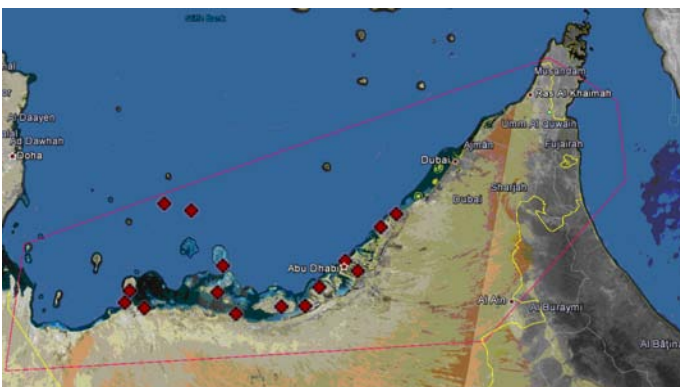 Musandam
Ras Al Khaimah
Al Daayen
Umm Al Quwain
Ad Dawhah
Doha
Ajman
Fujairah
Dubai
Sharjah
Dubai
Abu Dhabi
Al Ain
Al Buraymi
Al Bāţin